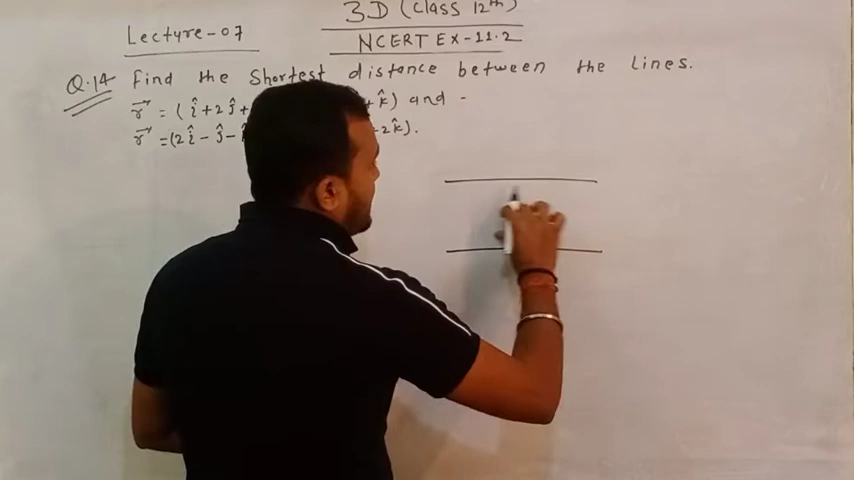 3D (class 12th)
Lecture-07
NCERT EX-11.2
Q.14 Find the Shortest distance between the lines.
r⃗ = (î+2ĵ+ +k̂) and -
r⃗ =(2î-ĵ- -2k̂).